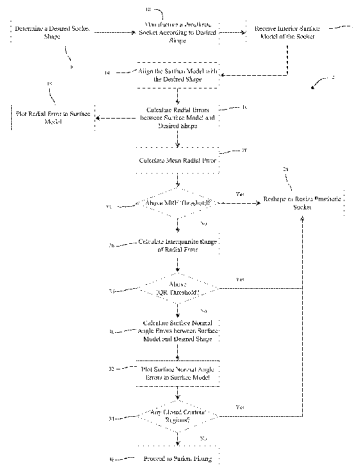 Determine a Desired Socket
Shape
Manufacture a Prosthetic
Socket According to Desired
Shape
Receive Interior Surface
Model of the Socket
Align the Surface Model with
the Desired Shape
Plot Radial Error to Surface
Model
Calculate Radial Errors
between Surface Model and
Desired Shape
Calculate Mean Radial Error
Above MRE Threshold?
Yes
Reshape or Remake Prosthetic
Socket
No
Calculate Interquartile Range
of Radial Error
Above
IQR Threshold?
Yes
No
Calculate Surface Normal
Angle Errors between Surface
Model and Desired Shape
Plot Surface Normal Angle
Errors to Surface Model
Any Closed Contour
Regions?
Yes
No
Proceed to Patient Fitting